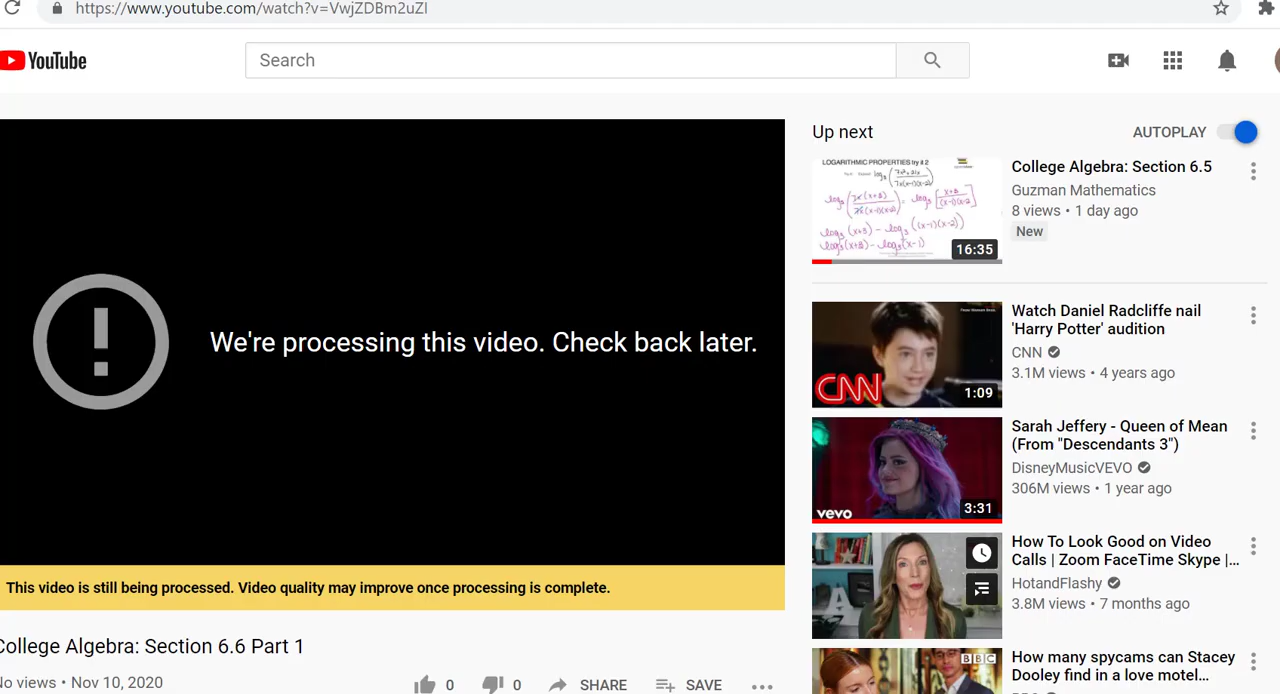 https://www.youtube.com/watch?v=VwjZDBm2uZI
YouTube
Search
We're processing this video. Check back later.
This video is still being processed. Video quality may improve once processing is complete.
College Algebra: Section 6.6 Part 1
No views • Nov 10, 2020
0
0
SHARE
SAVE
Up next
AUTOPLAY
LOGARITHMIC PROPERTIES try it 2
16:35
College Algebra: Section 6.5
Guzman Mathematics
8 views • 1 day ago
New
CNN
1:09
Watch Daniel Radcliffe nail
'Harry Potter' audition
CNN
3.1M views • 4 years ago
vevo
3:31
Sarah Jeffery - Queen of Mean
(From "Descendants 3")
DisneyMusicVEVO
306M views • 1 year ago
How To Look Good on Video
Calls | Zoom FaceTime Skype |...
HotandFlashy
3.8M views • 7 months ago
BBC
How many spycams can Stacey
Dooley find in a love motel...